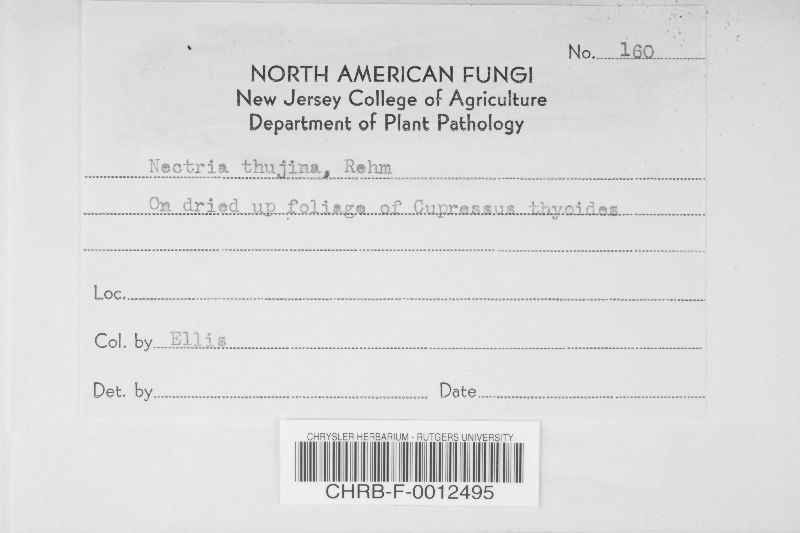 No. 160
NORTH AMERICAN FUNGI
New Jersey College of Agriculture
Department of Plant Pathology
Nectria thujina, Rehm
On dried up foliage of Cupressus thyoides
Loc.
Col. by Ellis
Det. by Date
CHRYSLER HERBARIUM - RUTGERS UNIVERSITY
CHRB-F-0012495